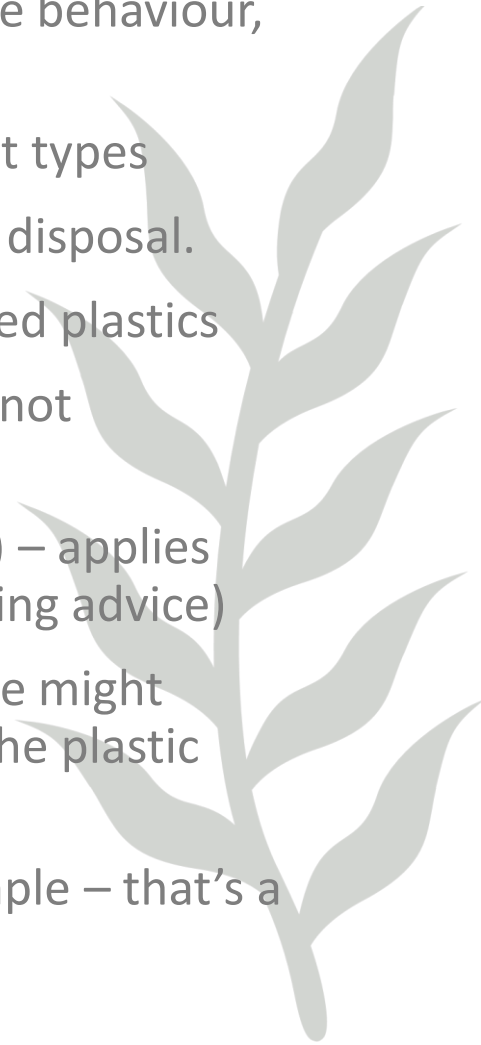 e behaviour,
t types
disposal.
ed plastics
not
) – applies
ing advice)
e might
he plastic
ple – that's a